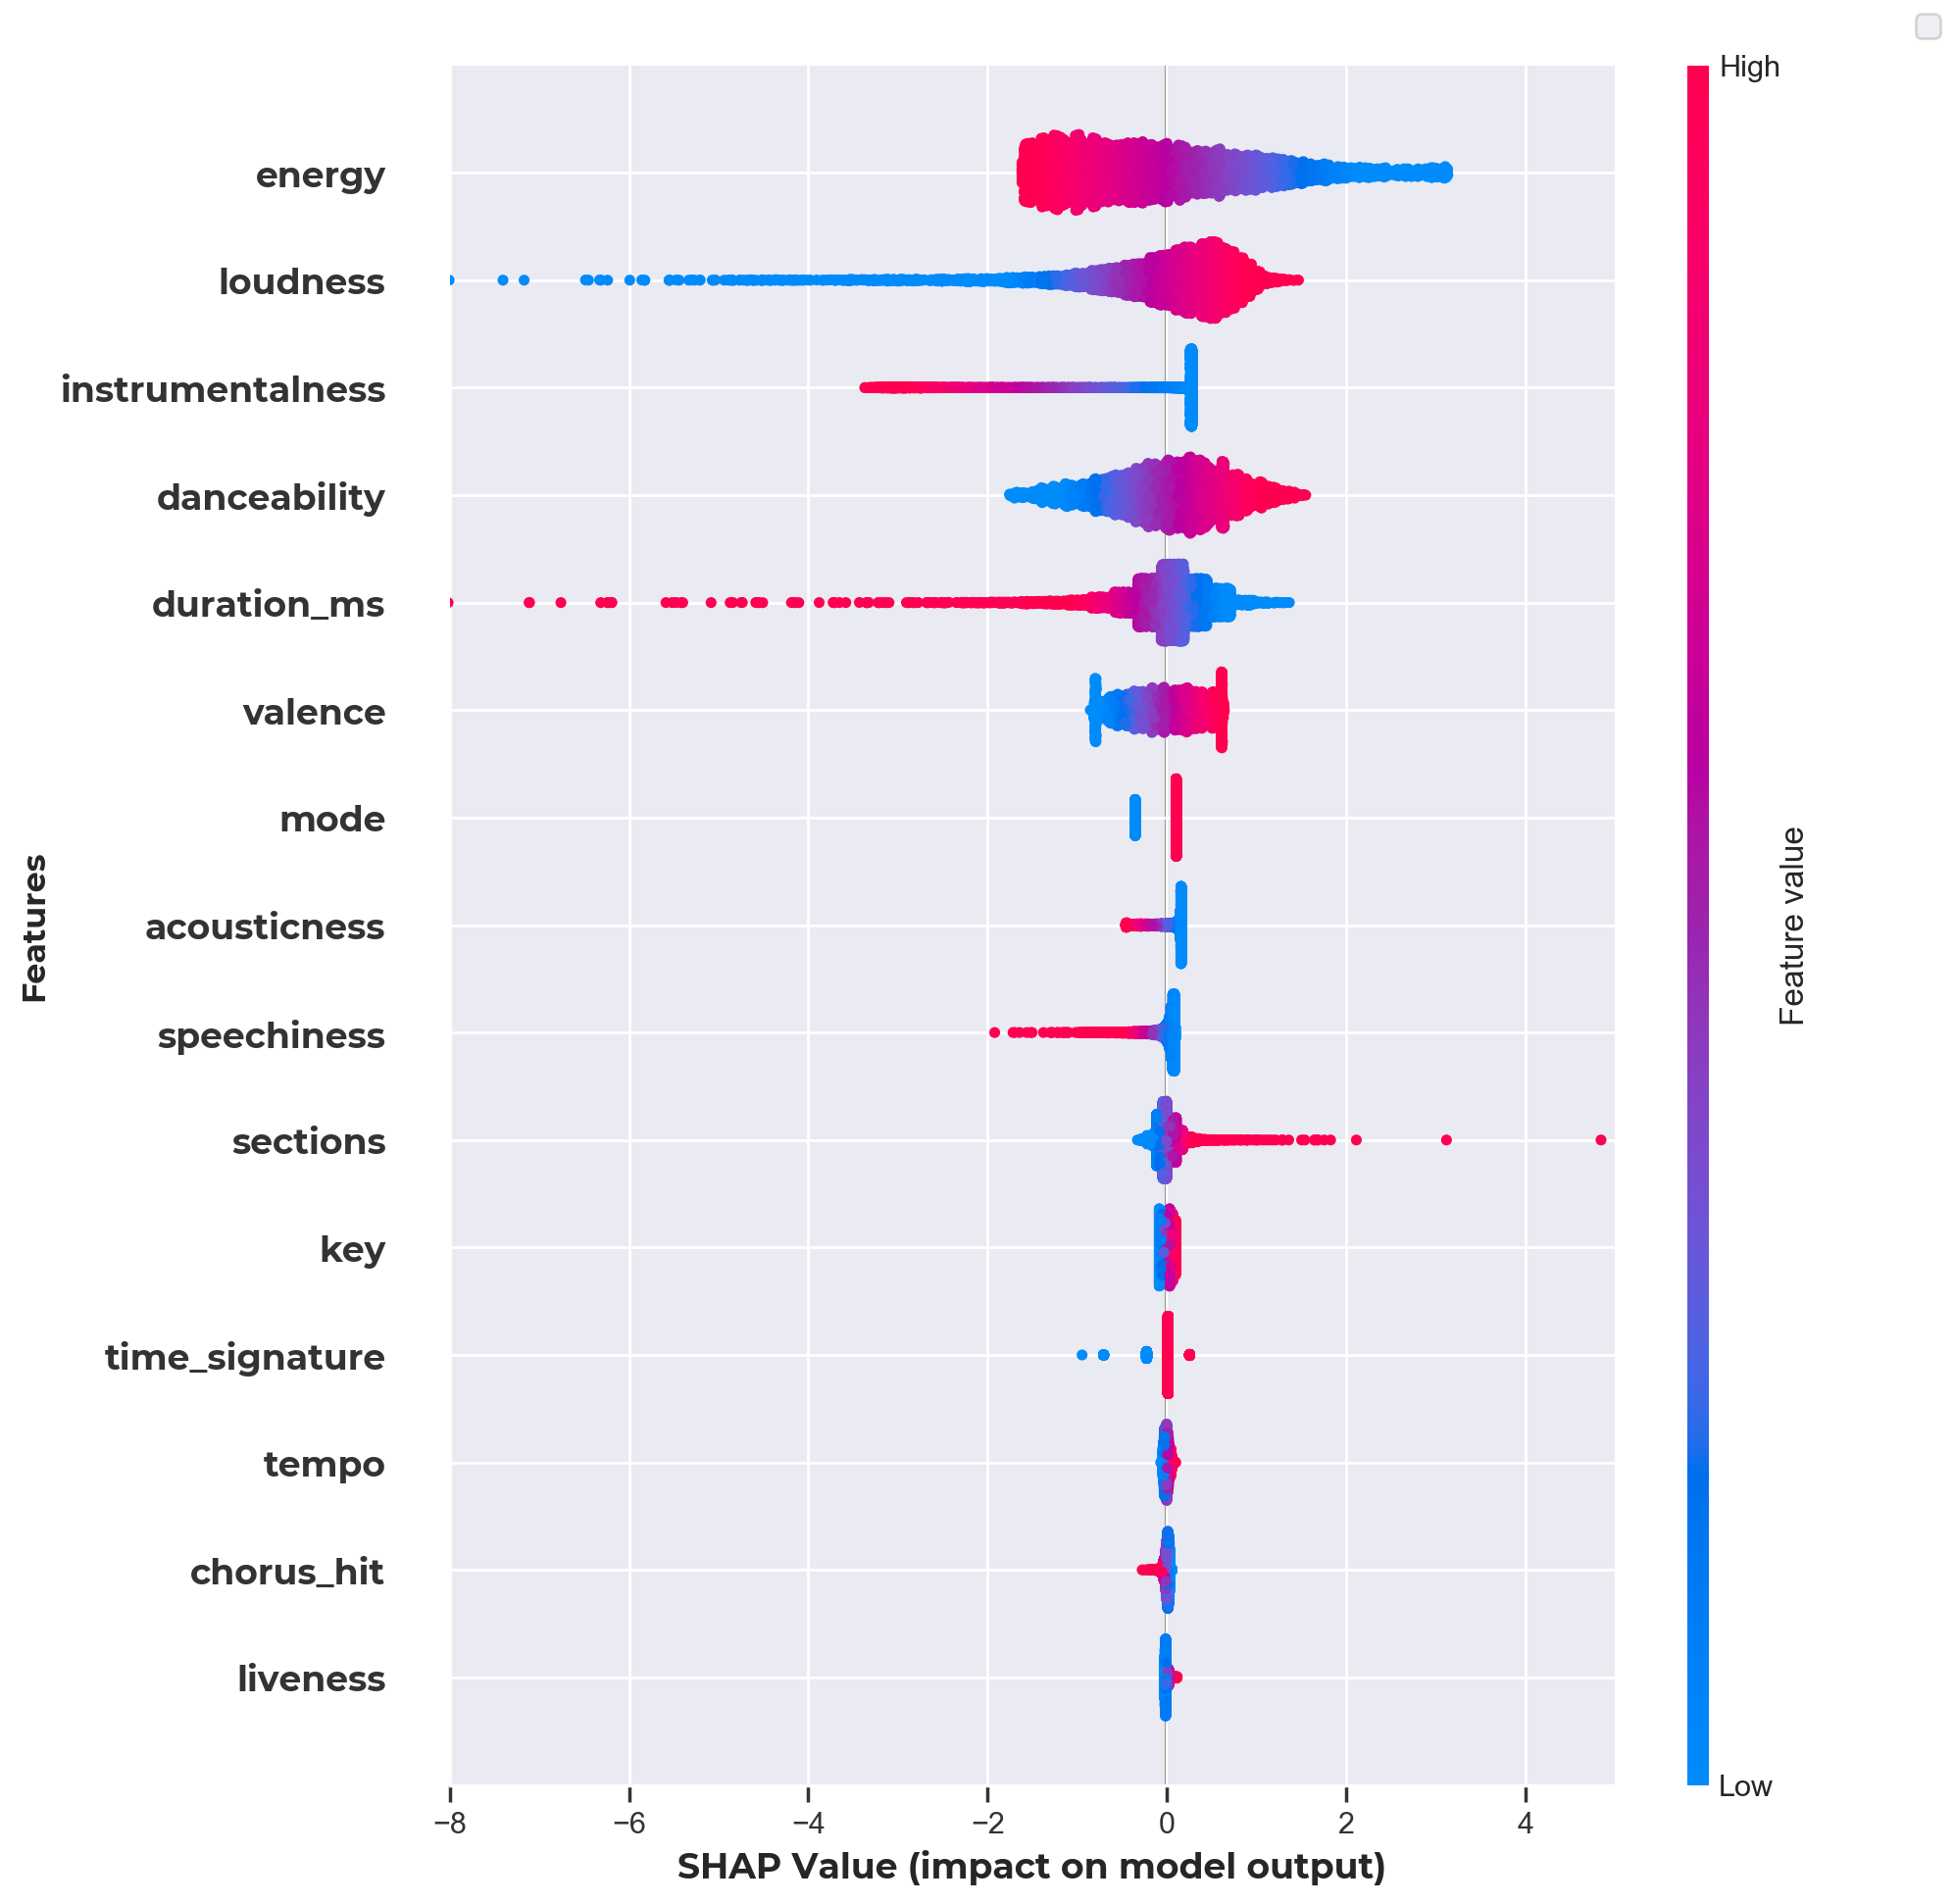 High
energy
loudness
instrumentalness
danceability
duration_ms
valence
mode
acousticness
speechiness
sections
key
time_signature
tempo
chorus_hit
liveness
Features
Feature value
Low
−8 −6 −4 −2 0 2 4
SHAP Value (impact on model output)